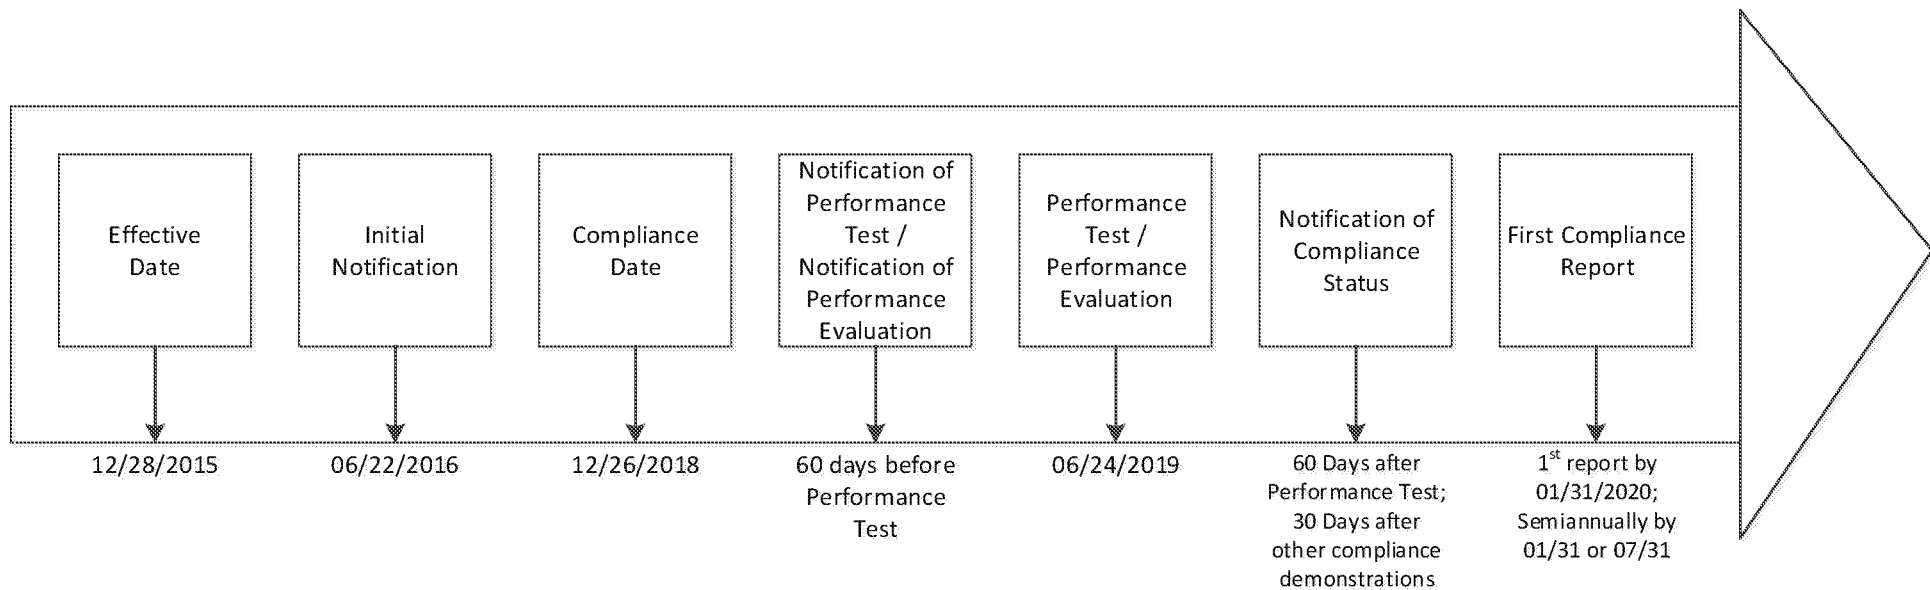 Effective
Date
Initial
Notification
Compliance
Date
Notification of
Performance
Test /
Notification of
Performance
Evaluation
Performance
Test /
Performance
Evaluation
Notification of
Compliance
Status
First Compliance
Report
12/28/2015
06/22/2016
12/26/2018
60 days before
Performance
Test
06/24/2019
60 Days after
Performance Test;
30 Days after
other compliance
demonstrations
1st report by
01/31/2020;
Semiannually by
01/31 or 07/31